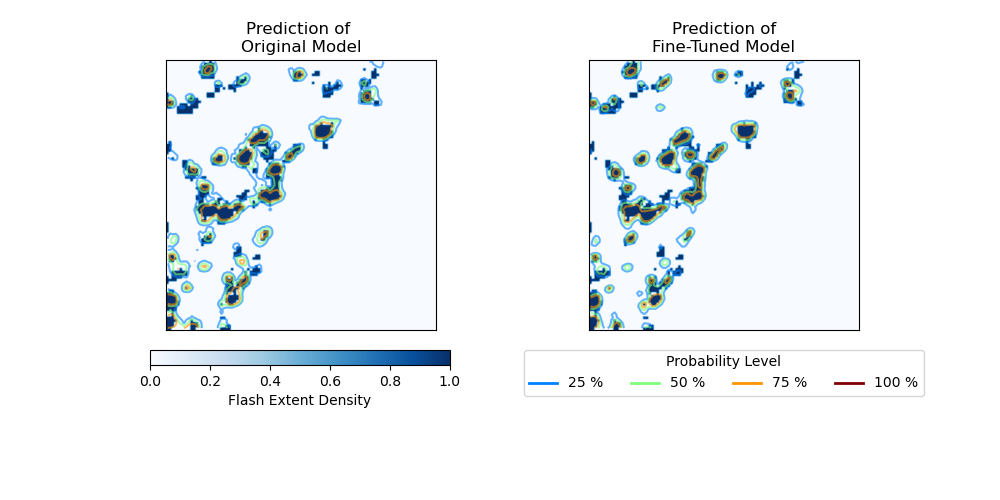 Prediction of
Original Model
Prediction of
Fine-Tuned Model
0.0 0.2 0.4 0.6 0.8 1.0
Flash Extent Density
Probability Level
25 % 50 % 75 % 100 %